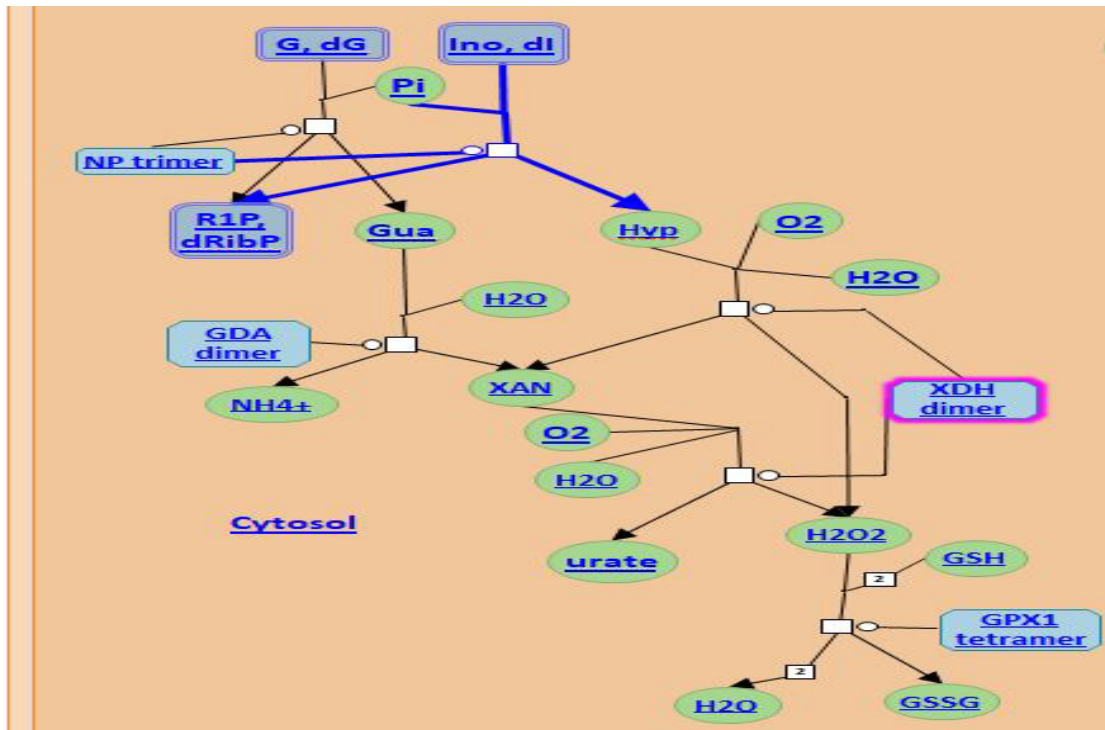 G, dG
Ino, dI
Pi
NP trimer
R1P,
dRibP
Gua
Hyp
O2
H2O
H2O
GDA
dimer
XAN
XDH
dimer
NH4+
O2
H2O
Cytosol
H2O2
urate
GSH
2
GPX1
tetramer
2
H2O
GSSG